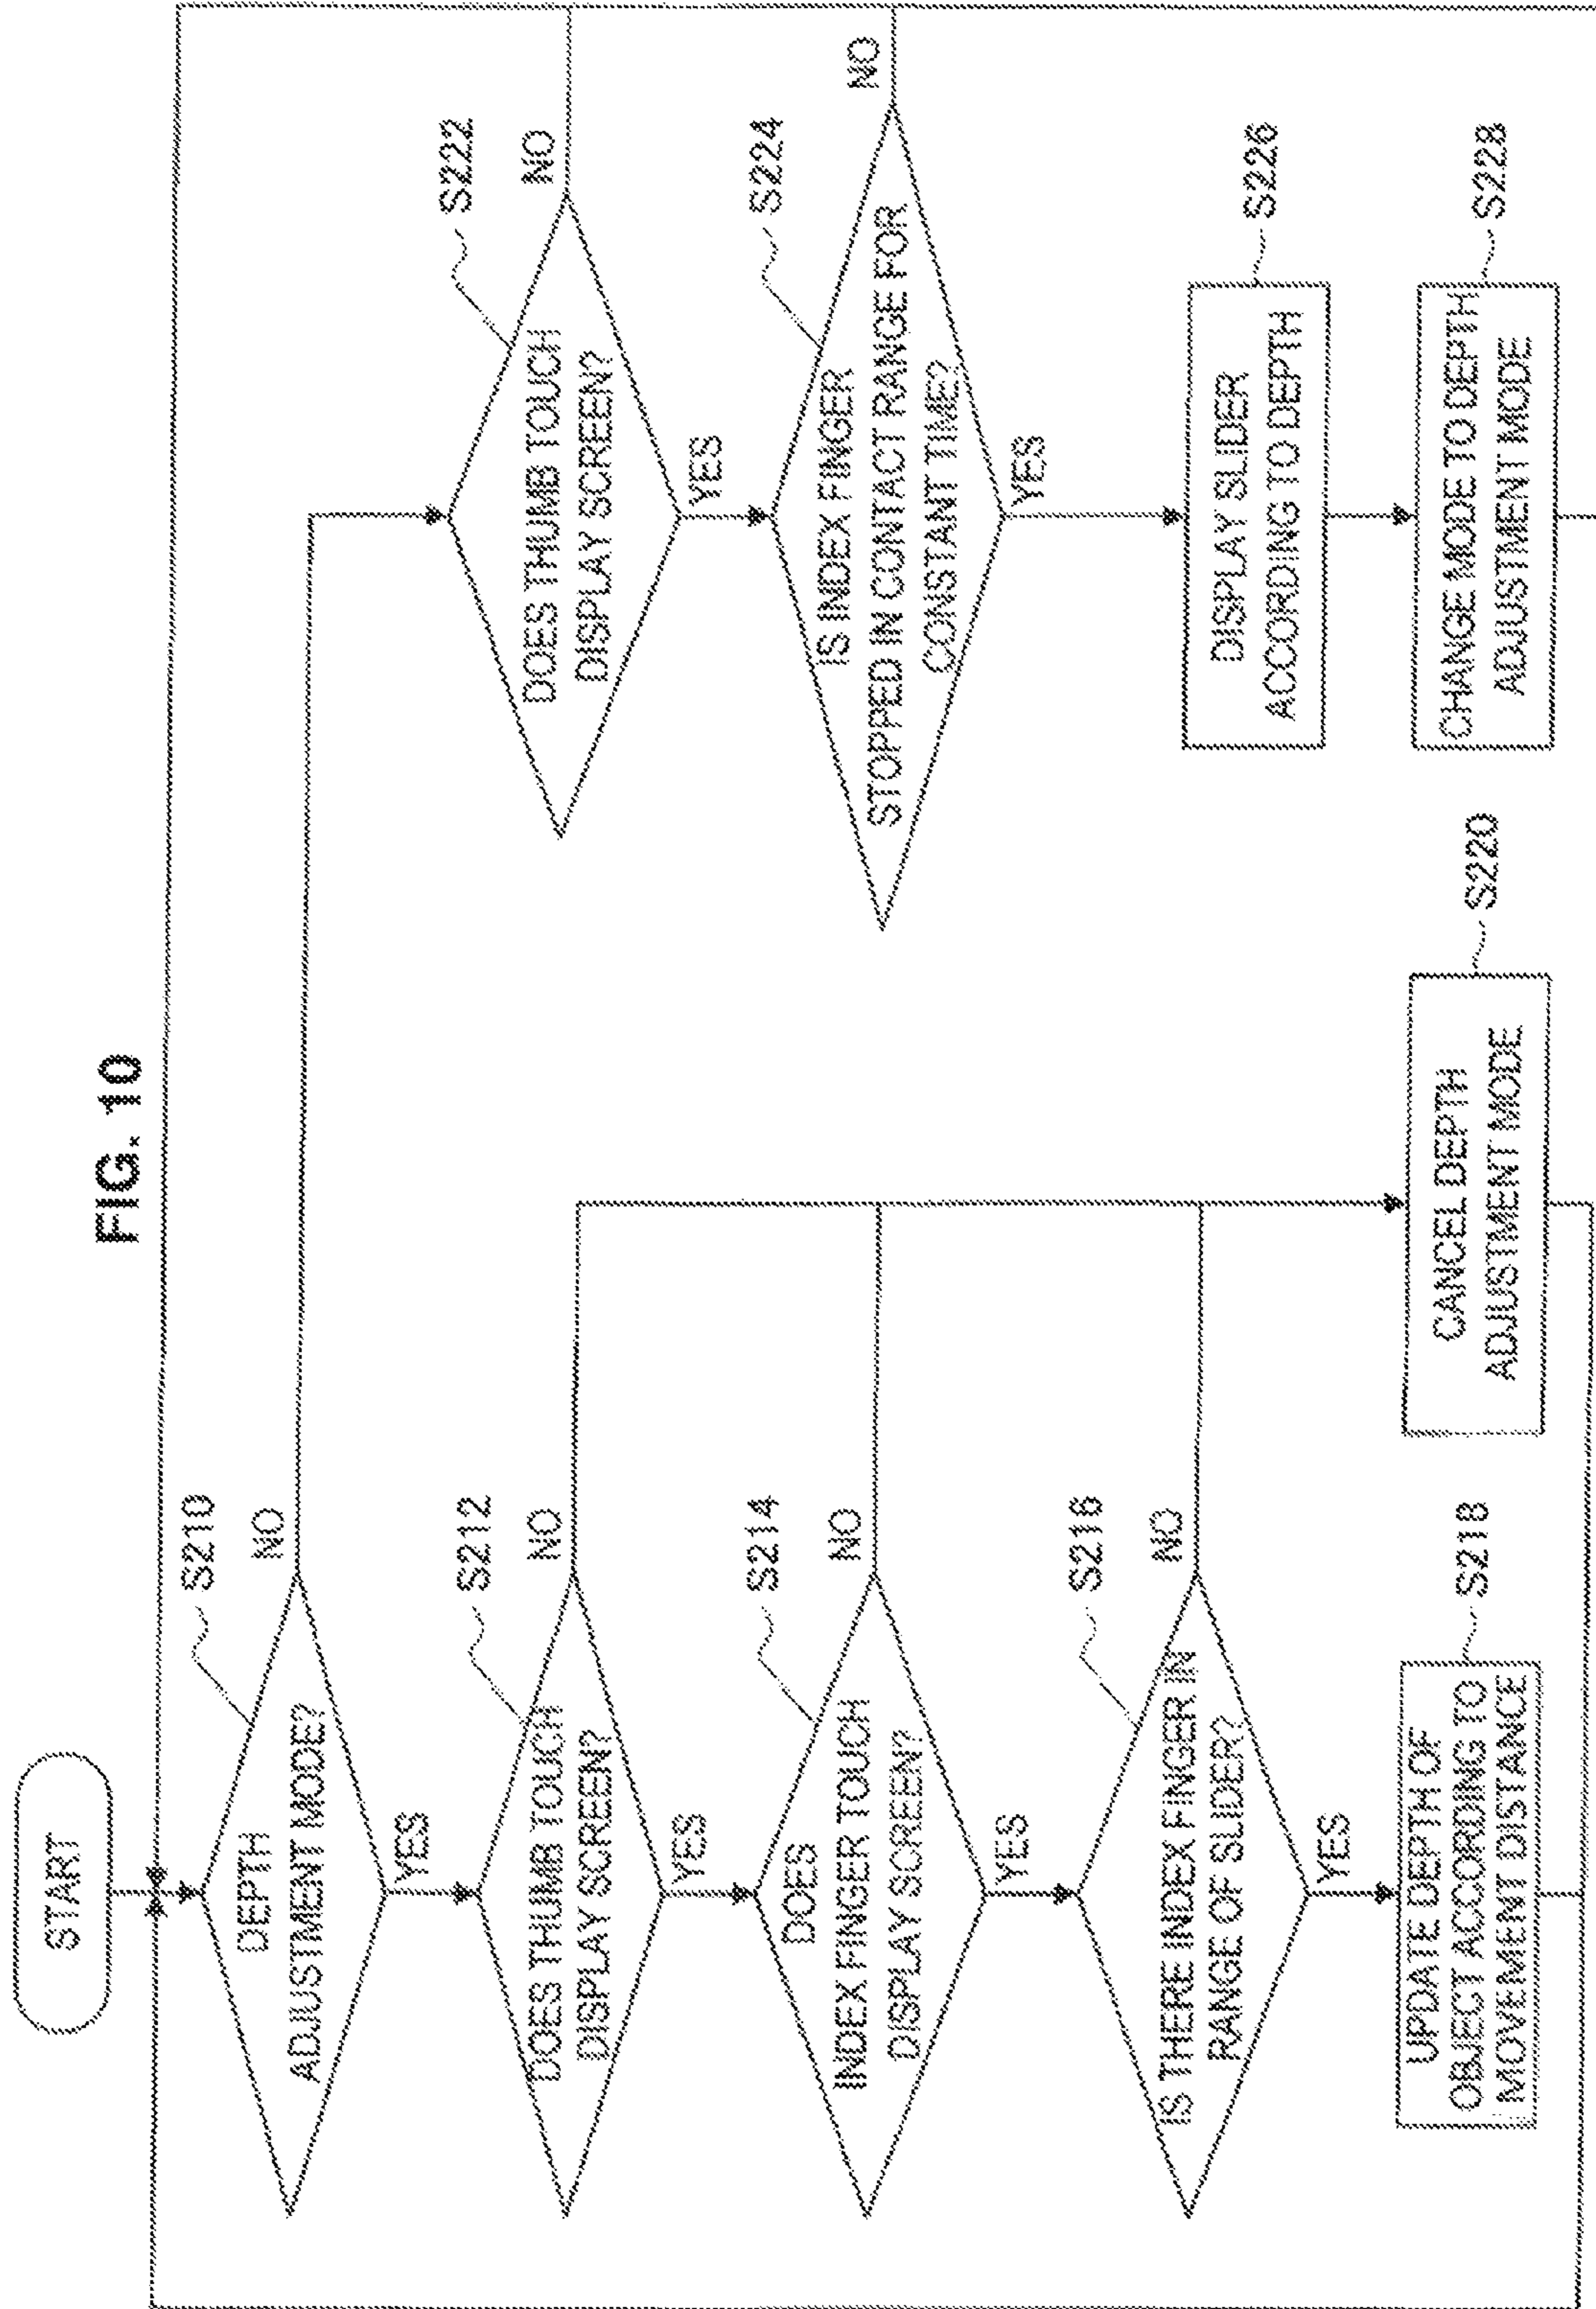 FIG. 10
START
S210
DEPTH
ADJUSTMENT MODE?
NO
YES
S212
DOES THUMB TOUCH
DISPLAY SCREEN?
NO
YES
S214
DOES
INDEX FINGER TOUCH
DISPLAY SCREEN?
NO
YES
S216
IS THERE INDEX FINGER IN
RANGE OF SLIDER?
NO
YES
S218
UPDATE DEPTH OF
OBJECT ACCORDING TO
MOVEMENT DISTANCE
S220
CANCEL DEPTH
ADJUSTMENT MODE
S222
DOES THUMB TOUCH
DISPLAY SCREEN?
NO
YES
S224
IS INDEX FINGER
STOPPED IN CONTACT RANGE FOR
CONSTANT TIME?
NO
YES
S226
DISPLAY SLIDER
ACCORDING TO DEPTH
S228
CHANGE MODE TO DEPTH
ADJUSTMENT MODE